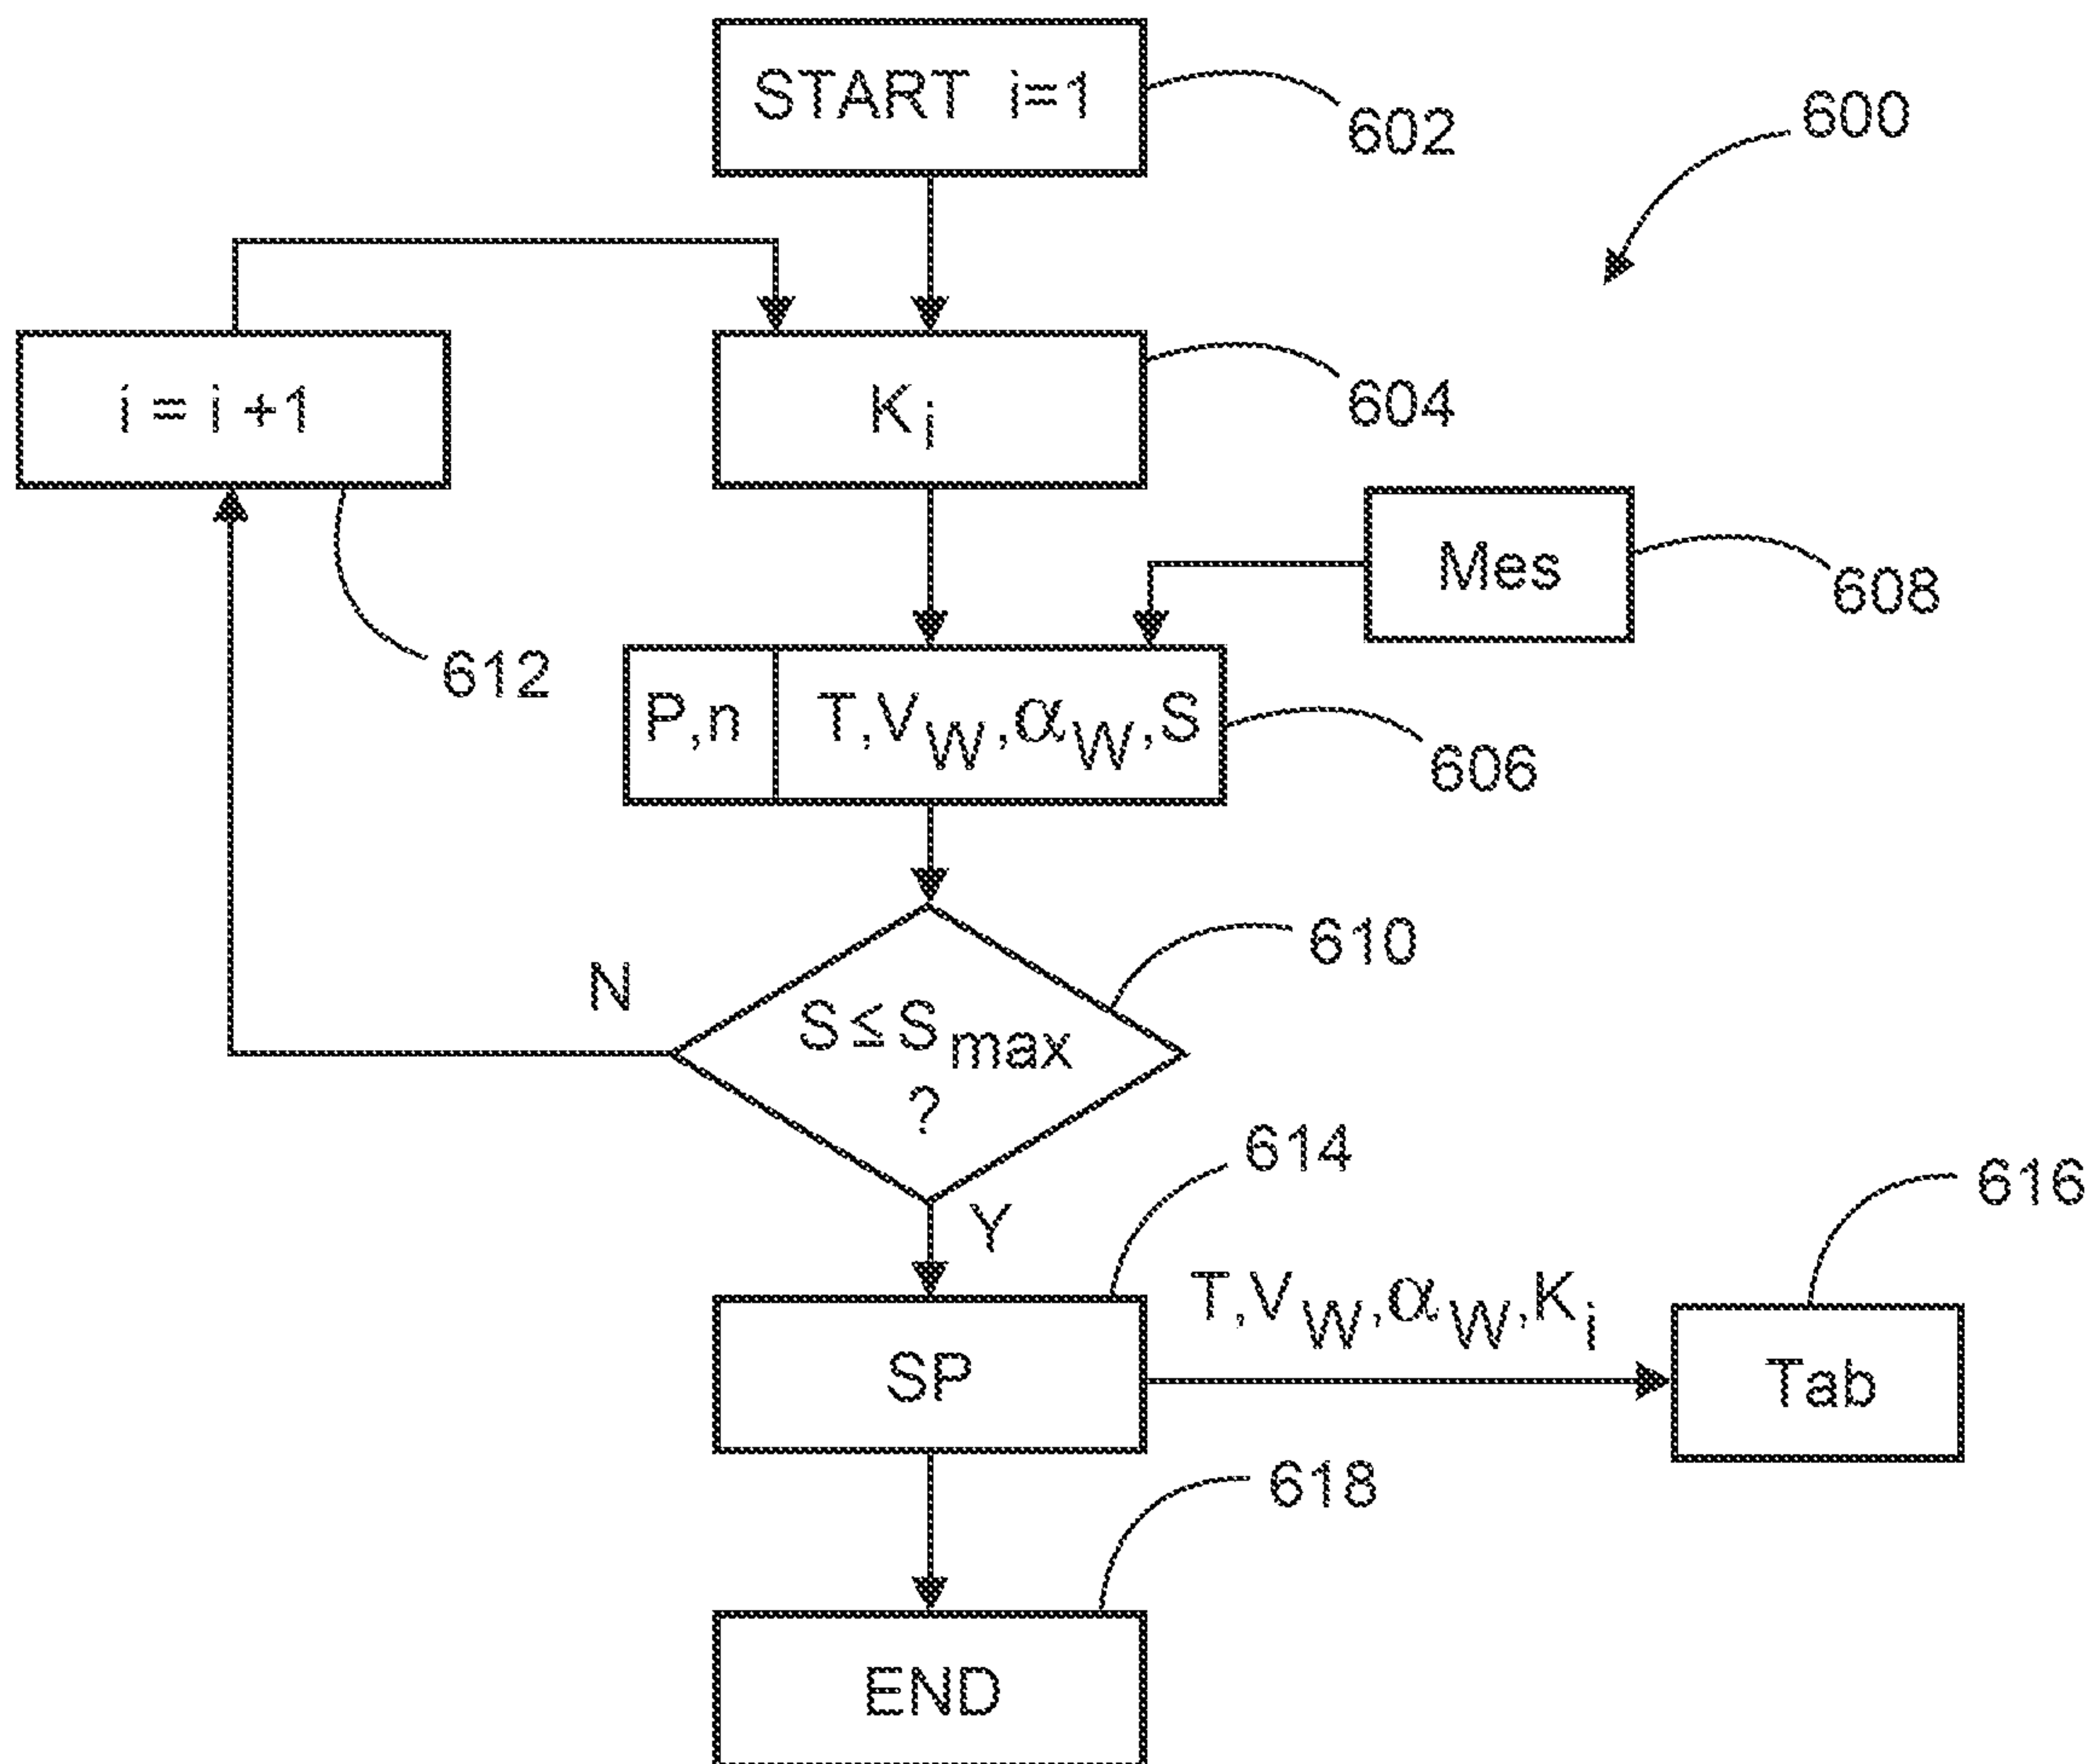 START i=1
602
600
i = i +1
Ki
604
Mes
608
612
P,n
T,VW,αW,S
606
610
N
S≤Smax
?
614
Y
616
T,VW,αW,Ki
SP
Tab
618
END